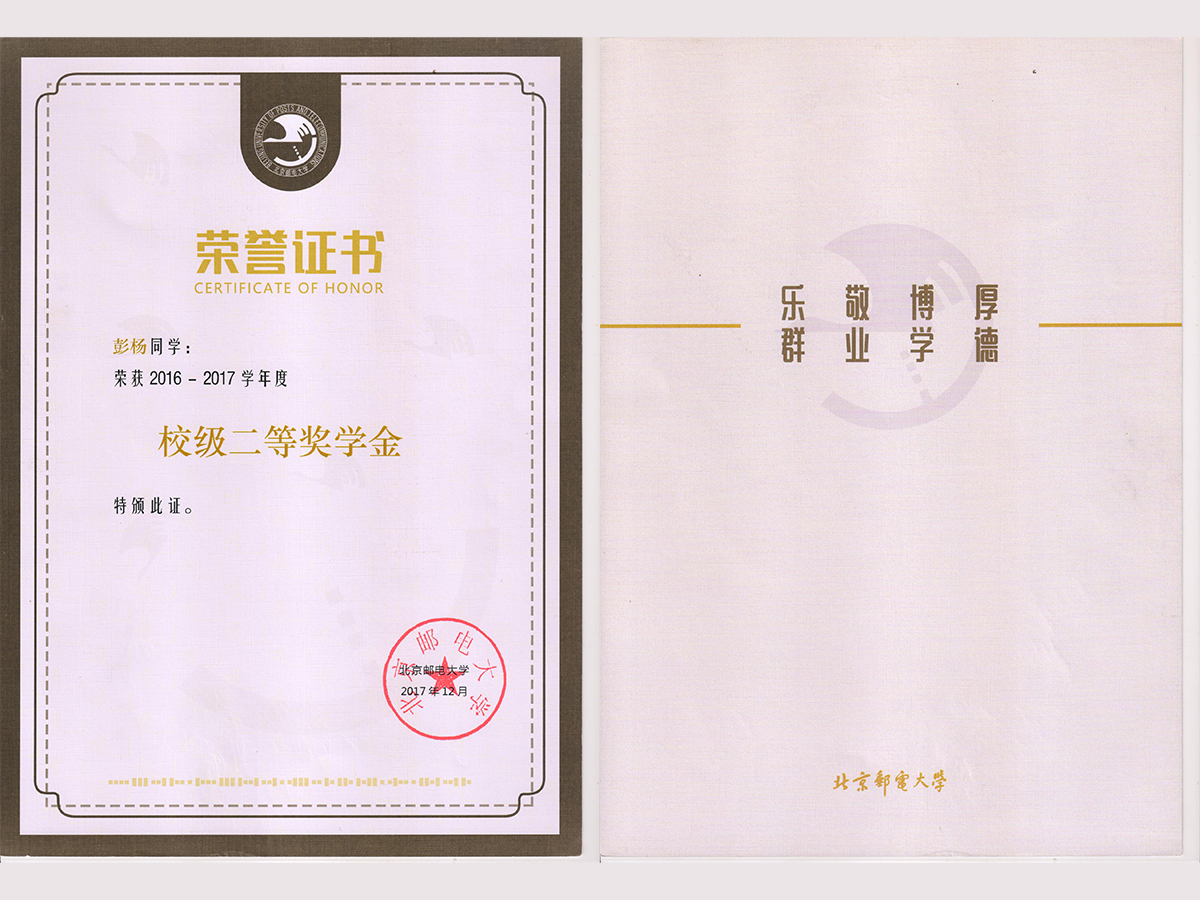 BEIJING UNIVERSITY OF POSTS AND TELECOMMUNICATIONS
北京邮电大学
荣誉证书
CERTIFICATE OF HONOR
彭杨同学：
荣获 2016 – 2017 学年度
校级二等奖学金
特颁此证。
北京邮电大学
北京邮电大学
2017 年 12 月
厚德
博学
敬业
乐群
北京郵電大學